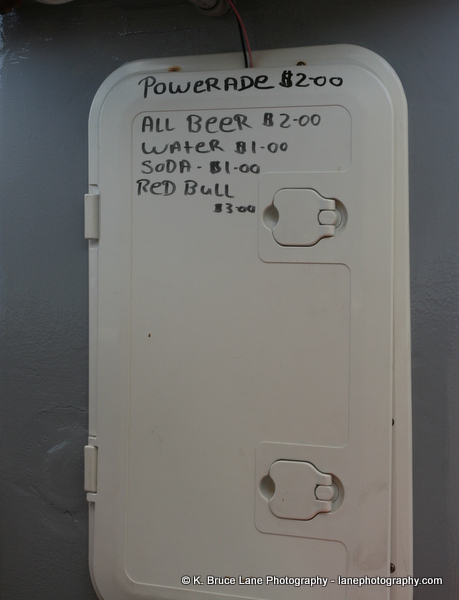 POWERADE $2.00
ALL BEER $2.00
WATER $1.00
SODA - $1.00
RED BULL
$3.00
© K. Bruce Lane Photography - lanephotography.com